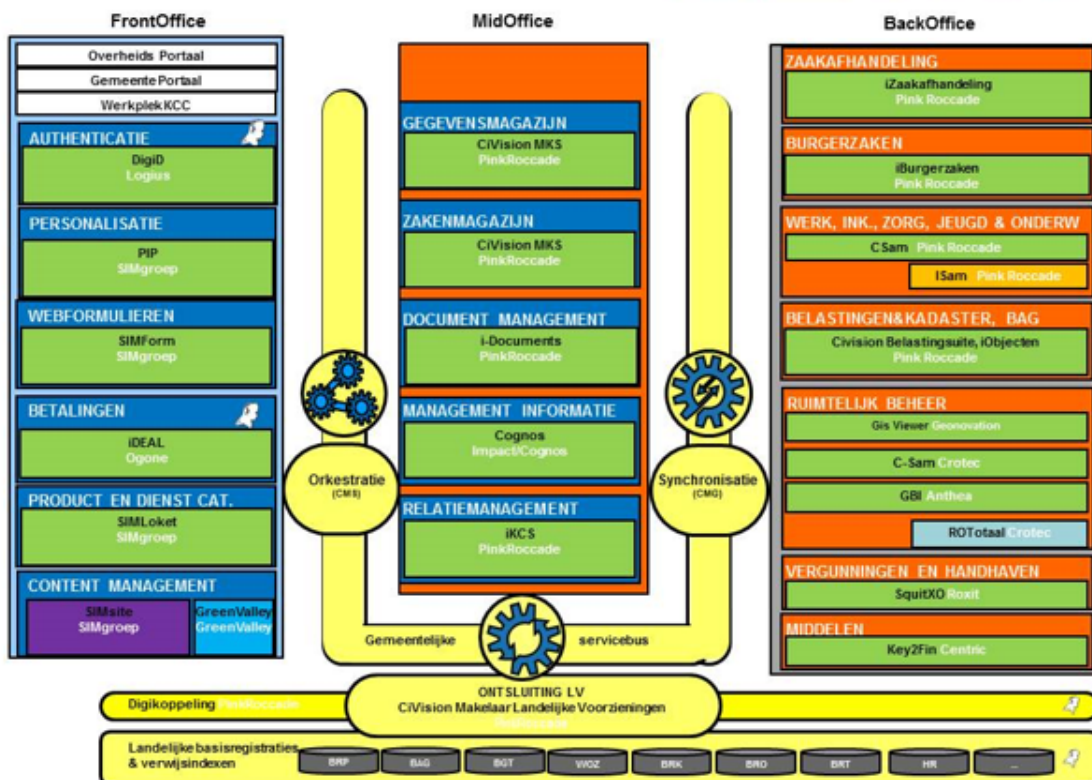 FrontOffice
Overheids Portaal
Gemeente Portaal
Werkplek KCC
AUTHENTICATIE
DigiD
Logius
PERSONALISATIE
PIP
SIMgroep
WEBFORMULIEREN
SIMForm
SIMgroep
BETALINGEN
iDEAL
Ogone
PRODUCT EN DIENST CAT.
SIMLoket
SIMgroep
CONTENT MANAGEMENT
SIMsite
SIMgroep
GreenValley
GreenValley
Orkestratie
(CMS)
MidOffice
GEGEVENSMAGAZIJN
CiVision MKS
PinkRoccade
ZAKENMAGAZIJN
CiVision MKS
PinkRoccade
DOCUMENT MANAGEMENT
i-Documents
PinkRoccade
MANAGEMENT INFORMATIE
Cognos
Impact/Cognos
RELATIEMANAGEMENT
iKCS
PinkRoccade
Synchronisatie
(CMG)
BackOffice
ZAAKAFHANDELING
iZaakafhandeling
Pink Roccade
BURGERZAKEN
iBurgerzaken
Pink Roccade
WERK, INK., ZORG, JEUGD & ONDERW
CSam Pink Roccade
ISam Pink Roccade
BELASTINGEN&KADASTER, BAG
Civision Belastingsuite, iObjecten
Pink Roccade
RUIMTELIJK BEHEER
Gis Viewer Geonovation
C-Sam Crotec
GBI Anthea
ROTotaal Crotec
VERGUNNINGEN EN HANDHAVEN
SquitXO Roxit
MIDDELEN
Key2Fin Centric
Gemeentelijke servicebus
Digikoppeling PinkRoccade
ONTSLUITING LV
CiVision Makelaar Landelijke Voorzieningen
PinkRoccade
Landelijke basisregistraties
& verwijsindexen
BRP BAG BGT WOZ BRK BRO BRT HR ...